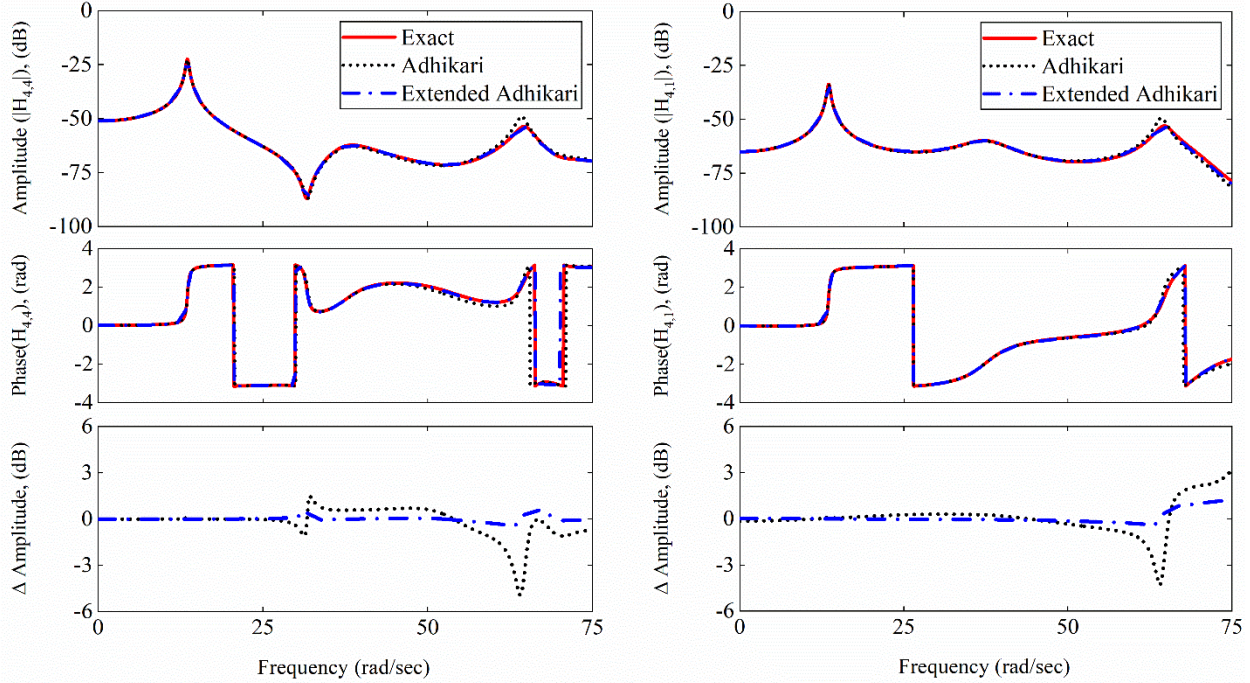 0
-25
-50
-75
-100
Amplitude (|H4,4|), (dB)
Exact
Adhikari
Extended Adhikari
4
2
0
-2
-4
Phase(H4,4), (rad)
6
3
0
-3
-6
Δ Amplitude, (dB)
0
25
50
75
Frequency (rad/sec)
0
-25
-50
-75
-100
Amplitude (|H4,1|), (dB)
Exact
Adhikari
Extended Adhikari
4
2
0
-2
-4
Phase(H4,1), (rad)
6
3
0
-3
-6
Δ Amplitude, (dB)
0
25
50
75
Frequency (rad/sec)